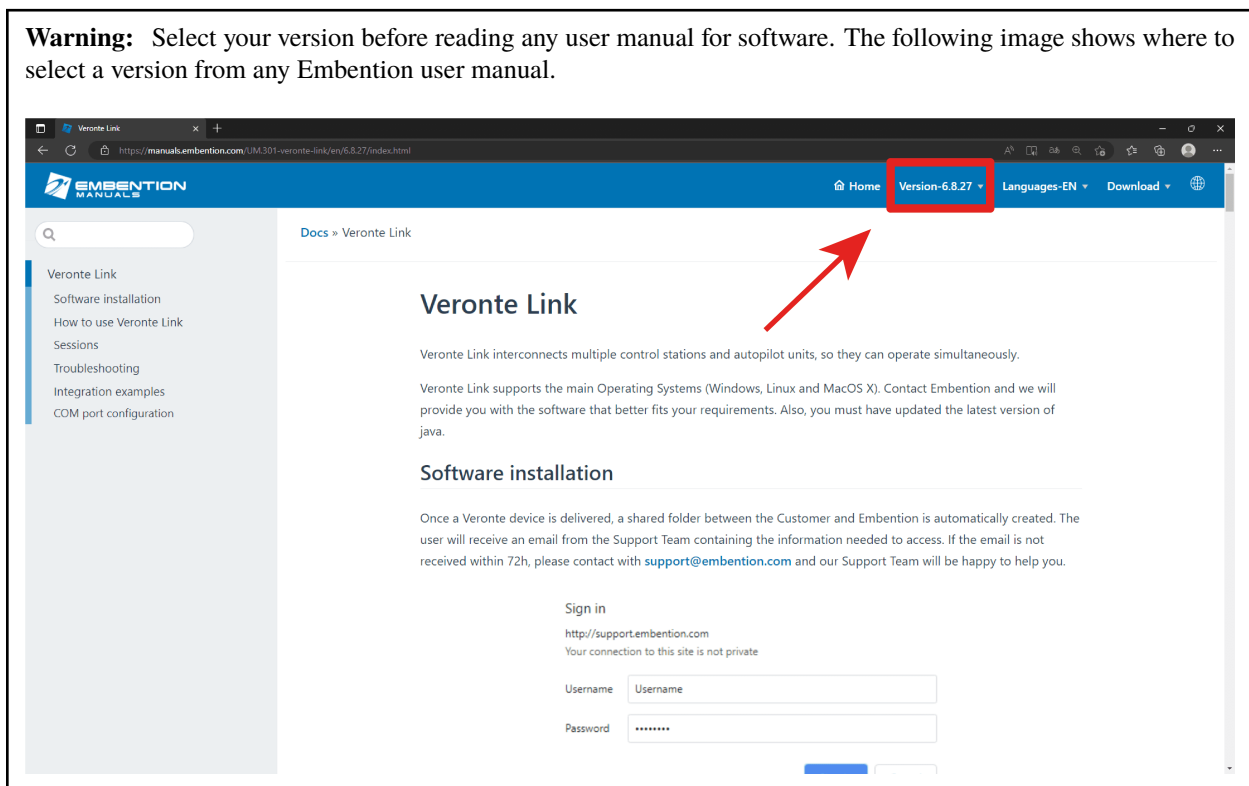 Warning: Select your version before reading any user manual for software. The following image shows where to
select a version from any Embention user manual.
Veronte Link
https://manuals.embention.com/UM.301-veronte-link/en/6.8.27/index.html
EMBENTION
MANUALS
Home Version-6.8.27 Languages-EN Download
Docs » Veronte Link
Veronte Link
Software installation
How to use Veronte Link
Sessions
Troubleshooting
Integration examples
COM port configuration
Veronte Link
Veronte Link interconnects multiple control stations and autopilot units, so they can operate simultaneously.
Veronte Link supports the main Operating Systems (Windows, Linux and MacOS X). Contact Embention and we will
provide you with the software that better fits your requirements. Also, you must have updated the latest version of
java.
Software installation
Once a Veronte device is delivered, a shared folder between the Customer and Embention is automatically created. The
user will receive an email from the Support Team containing the information needed to access. If the email is not
received within 72h, please contact with support@embention.com and our Support Team will be happy to help you.
Sign in
http://support.embention.com
Your connection to this site is not private
Username Username
Password ••••••••